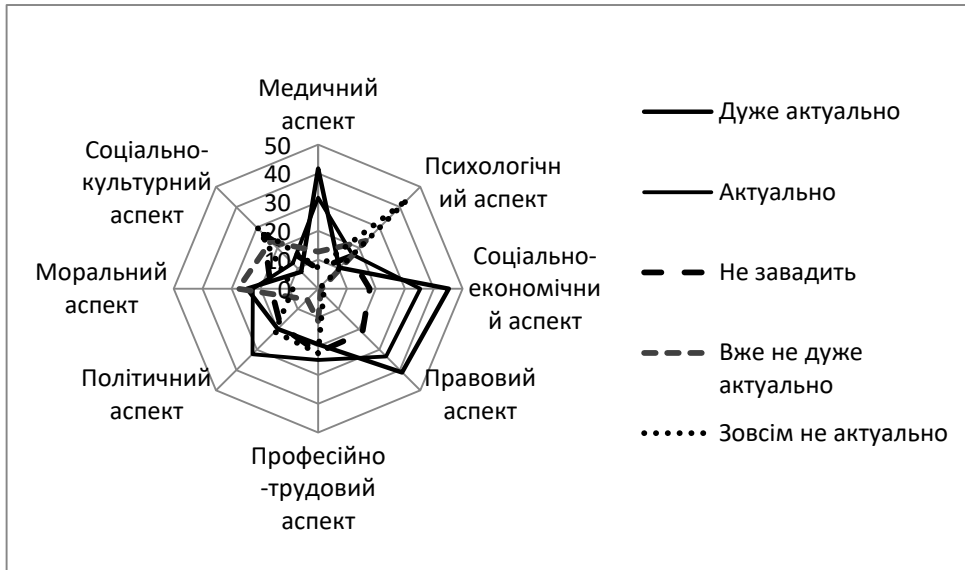 Медичний
аспект
Психологічн
ий аспект
Соціально-
економічни
й аспект
Правовий
аспект
Професійно
-трудовий
аспект
Політичний
аспект
Моральний
аспект
Соціально-
культурний
аспект
50
40
30
20
10
0
Дуже актуально
Актуально
Не завадить
Вже не дуже
актуально
Зовсім не актуально